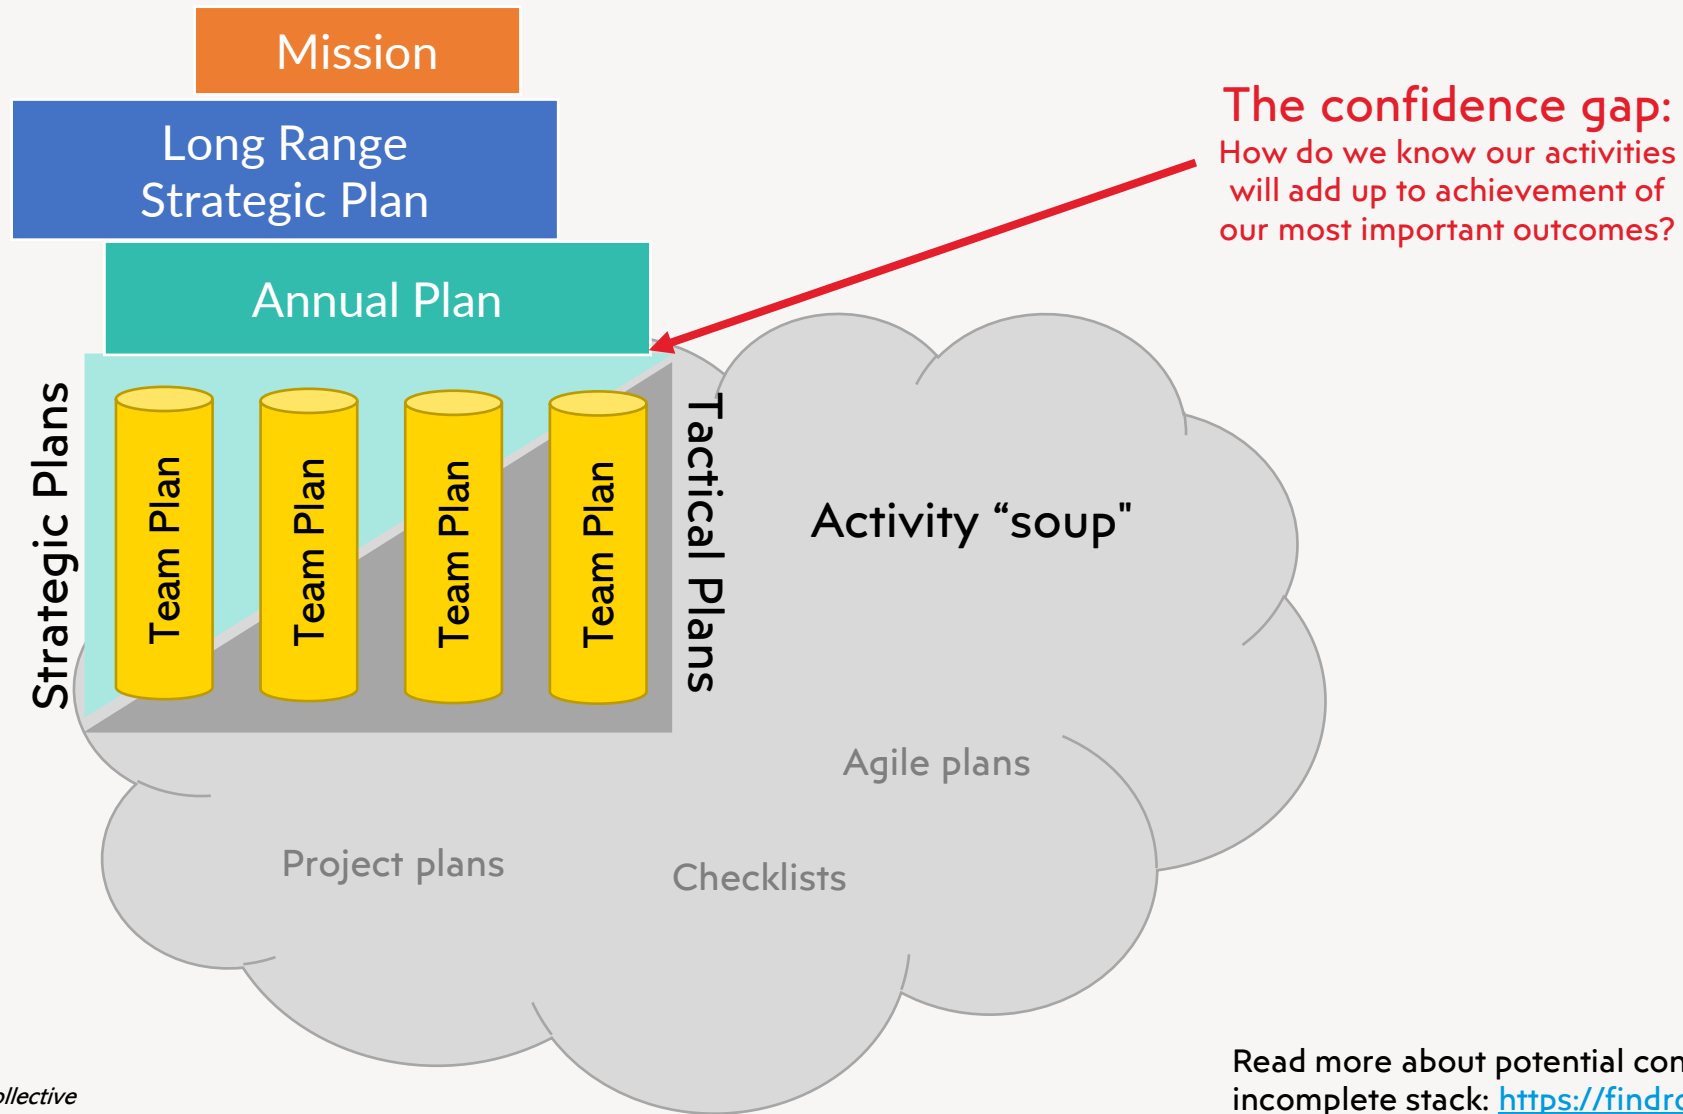 Mission
Long Range
Strategic Plan
Annual Plan
The confidence gap:
How do we know our activities
will add up to achievement of
our most important outcomes?
Strategic Plans
Team Plan
Team Plan
Team Plan
Team Plan
Tactical Plans
Activity “soup"
Agile plans
Project plans
Checklists
Read more about potential con
incomplete stack: https://findro
ollective